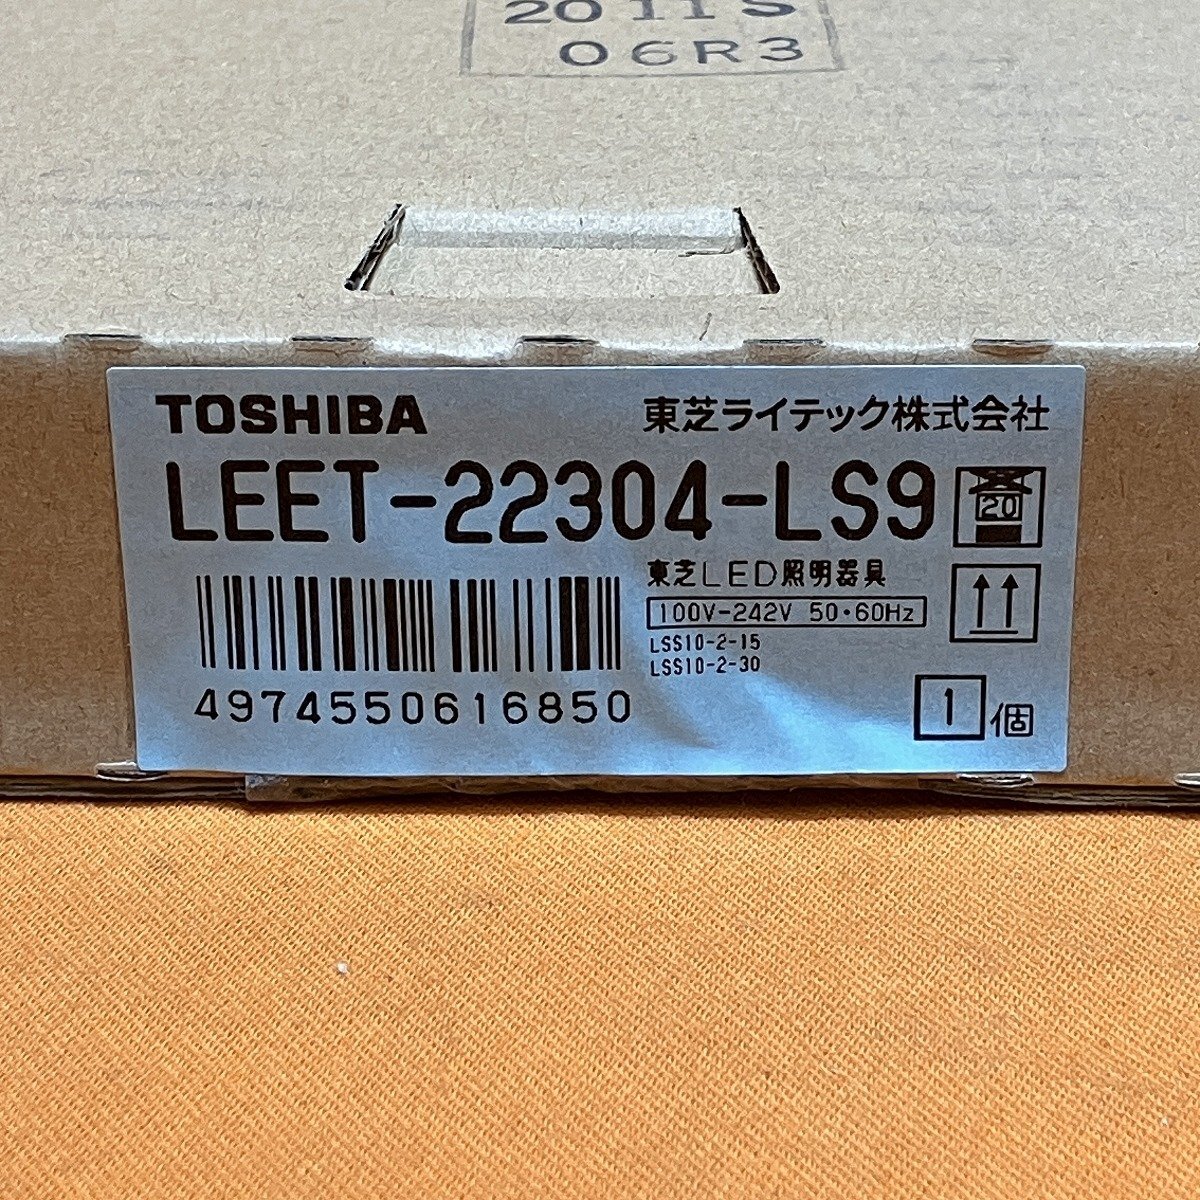 2011S
06R3
TOSHIBA 東芝ライテック株式会社
LEET-22304-LS9
20
東芝LED照明器具
100V-242V 50・60Hz
LSS10-2-15
LSS10-2-30
4974550616850
1個